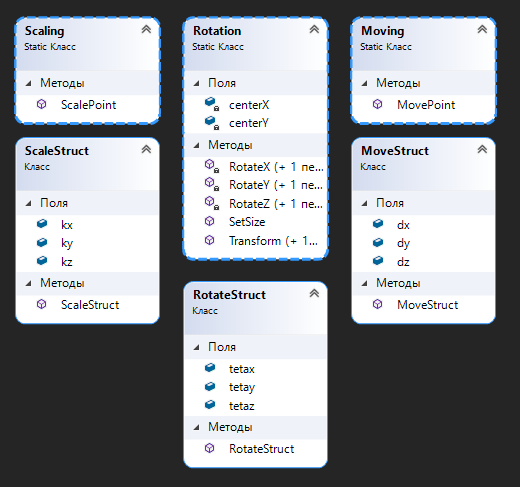 Scaling
Static Класс
Методы
ScalePoint
ScaleStruct
Класс
Поля
kx
ky
kz
Методы
ScaleStruct
Rotation
Static Класс
Поля
centerX
centerY
Методы
RotateX (+ 1 пе...
RotateY (+ 1 пе...
RotateZ (+ 1 пе...
SetSize
Transform (+ 1...
RotateStruct
Класс
Поля
tetax
tetay
tetaz
Методы
RotateStruct
Moving
Static Класс
Методы
MovePoint
MoveStruct
Класс
Поля
dx
dy
dz
Методы
MoveStruct